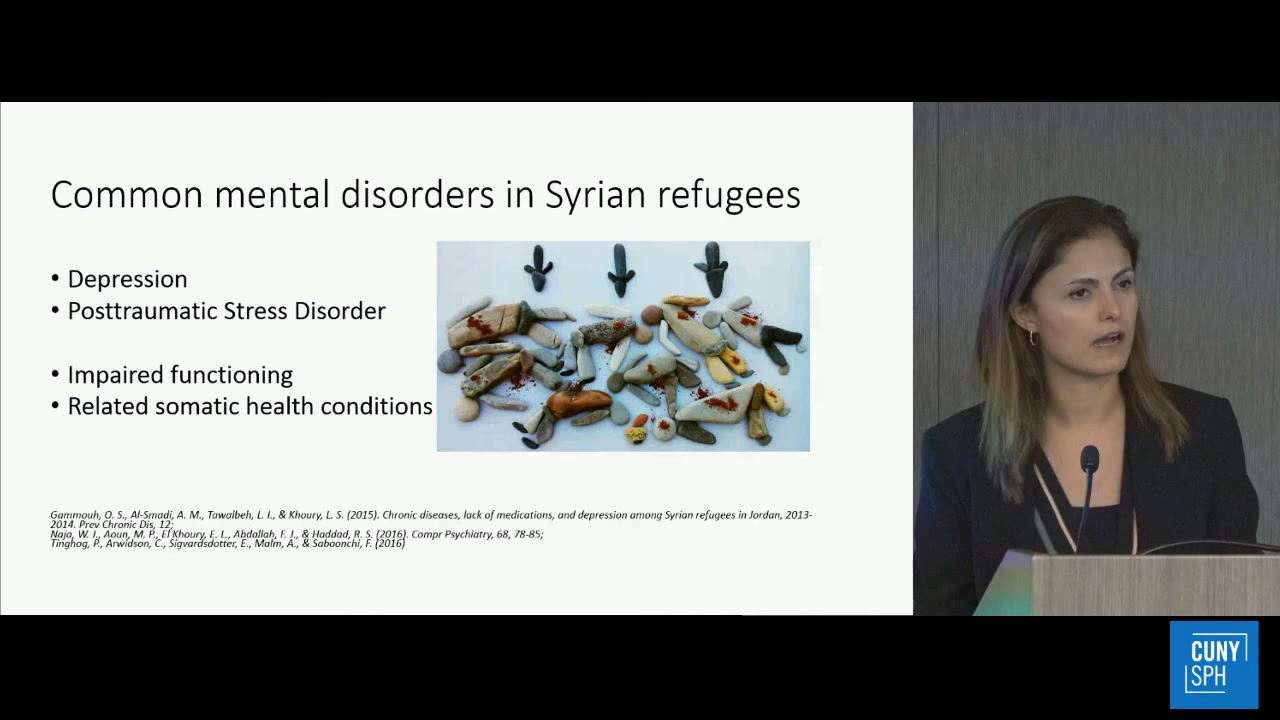 Common mental disorders in Syrian refugees
• Depression
• Posttraumatic Stress Disorder
• Impaired functioning
• Related somatic health conditions
Gammouh, O. S., Al-Smadi, A. M., Tawalbeh, L. I., & Khoury, L. S. (2015). Chronic diseases, lack of medications, and depression among Syrian refugees in Jordan, 2013-
2014. Prev Chronic Dis, 12;
Naja, W. J., Aoun, M. P., El Khoury, E. L., Abdallah, F. J., & Haddad, R. S. (2016). Compr Psychiatry, 68, 78-85;
Tinghog, P., Arwidson, C., Sigvardsdotter, E., Malm, A., & Saboonchi, F. (2016)
CUNY
SPH